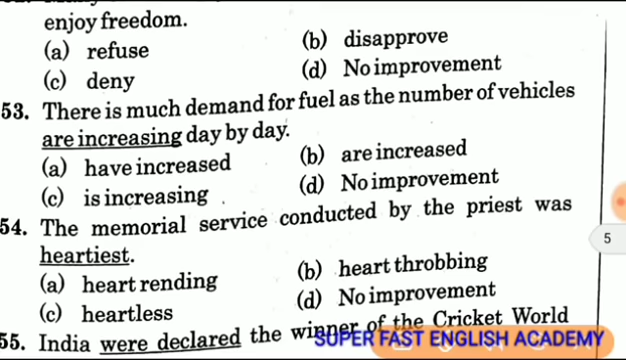 enjoy freedom.
(a) refuse (b) disapprove
(c) deny (d) No improvement
53. There is much demand for fuel as the number of vehicles
are increasing day by day.
(a) have increased (b) are increased
(c) is increasing (d) No improvement
54. The memorial service conducted by the priest was
heartiest.
(a) heart rending (b) heart throbbing
(c) heartless (d) No improvement
55. India were declared the winner of the Cricket World
SUPER FAST ENGLISH ACADEMY
5